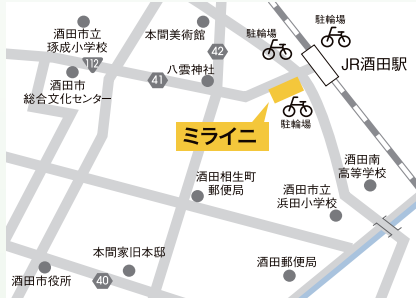 駐輪場
駐輪場
酒田市立
琢成小学校
本間美術館
42
JR酒田駅
112
八雲神社
41
酒田市
総合文化センター
駐輪場
ミライニ
酒田南
高等学校
酒田相生町
郵便局
酒田市立
浜田小学校
本間家旧本邸
酒田郵便局
酒田市役所
40